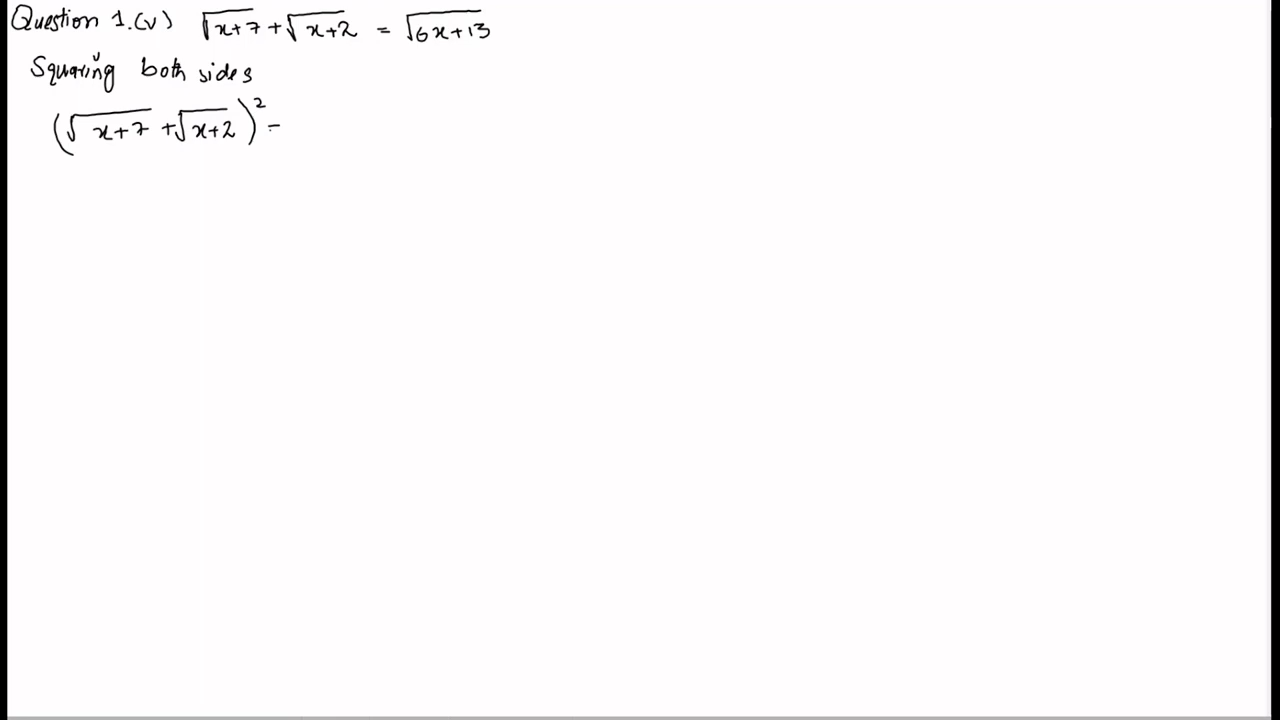 Question 1.(v) √(x+7) + √(x+2) = √(6x+13)
Squaring both sides
(√(x+7) + √(x+2))² =